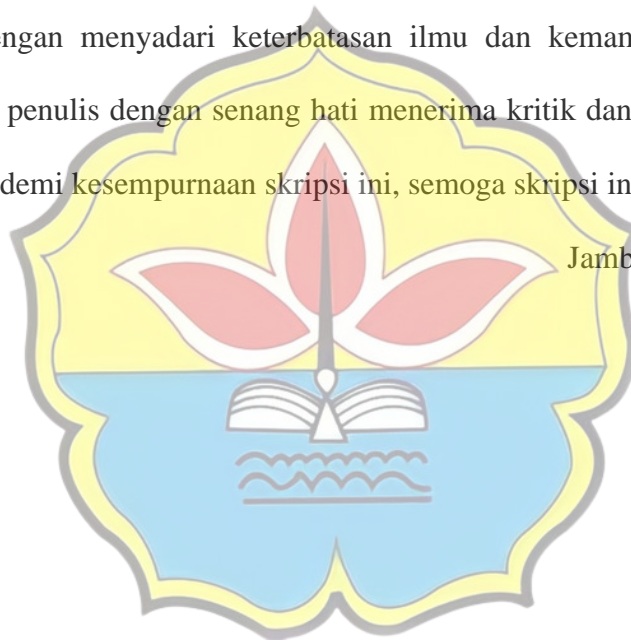 engan menyadari keterbatasan ilmu dan keman
penulis dengan senang hati menerima kritik dan
demi kesempurnaan skripsi ini, semoga skripsi in
Jamb